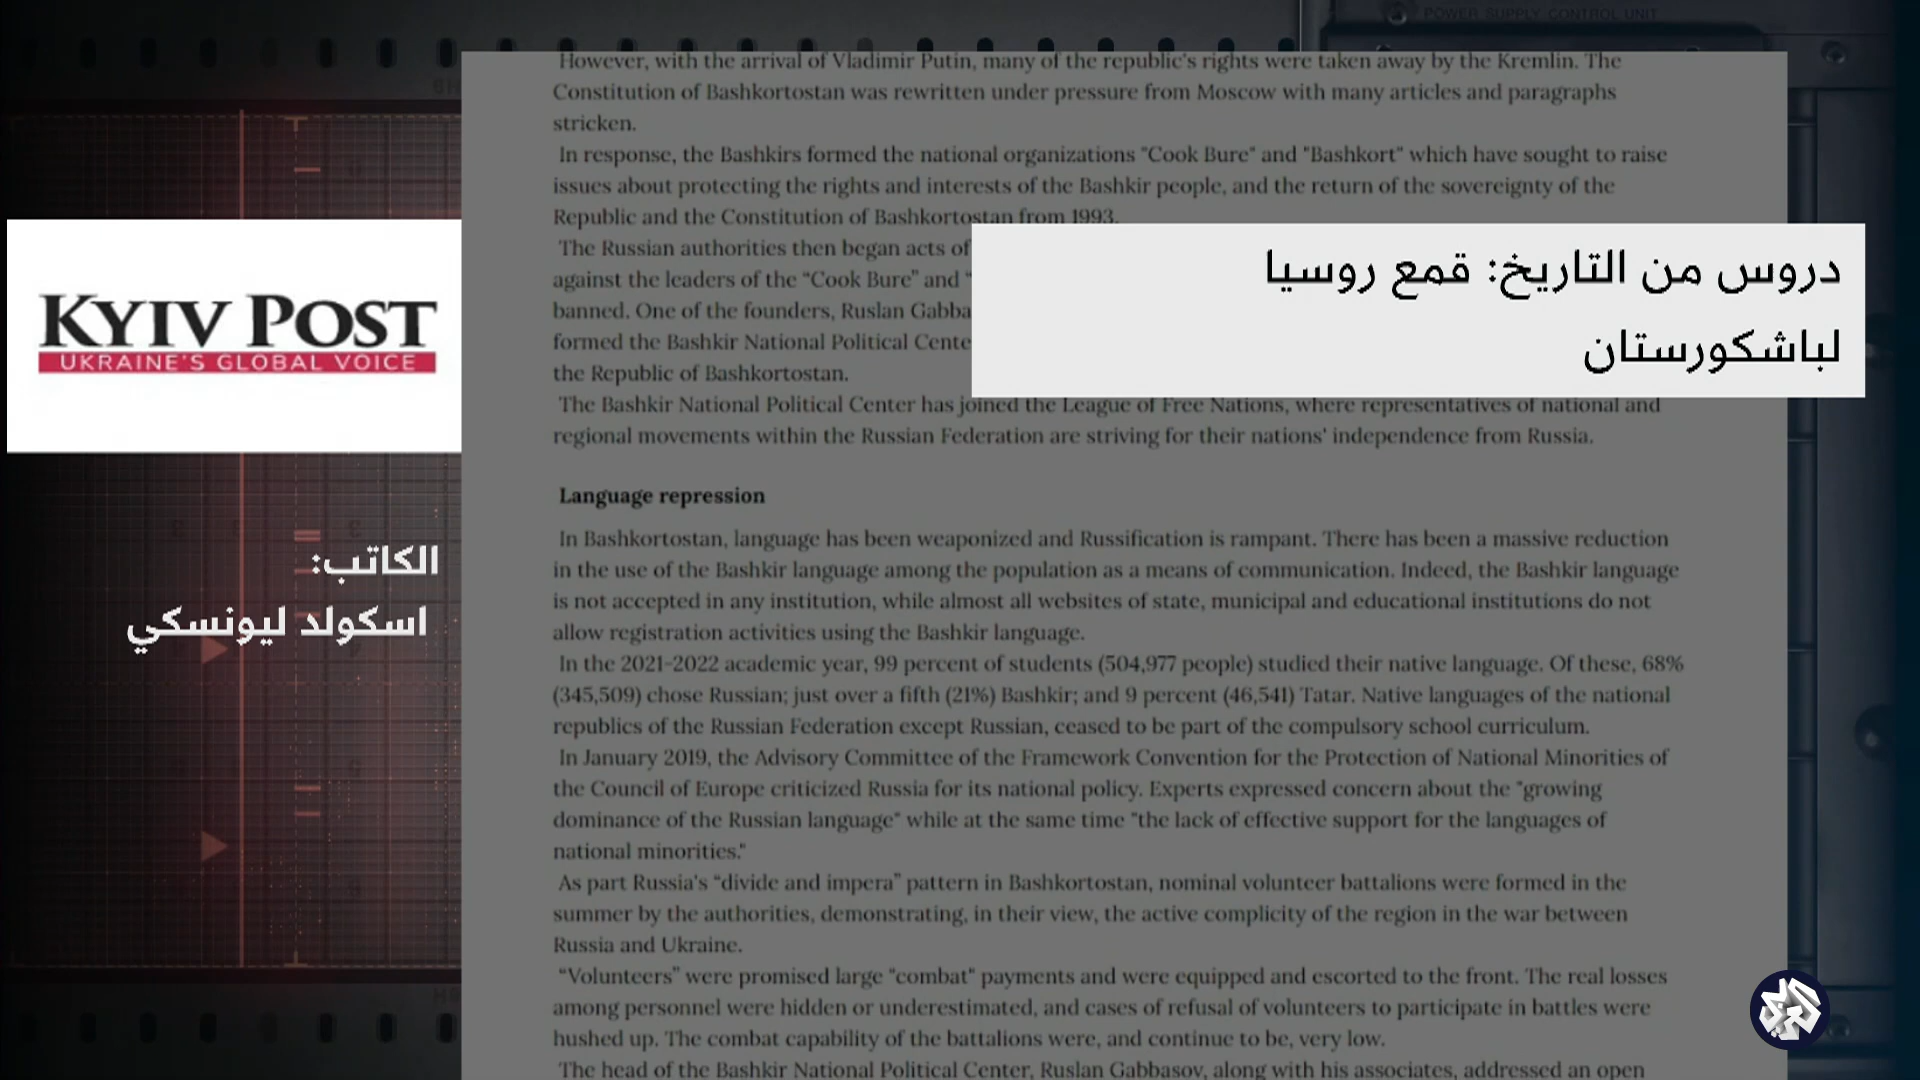 POWER SUPPLY CONTROL UNIT
However, with the arrival of Vladimir Putin, many of the republic's rights were taken away by the Kremlin. The
Constitution of Bashkortostan was rewritten under pressure from Moscow with many articles and paragraphs
stricken.
In response, the Bashkirs formed the national organizations "Cook Bure" and "Bashkort" which have sought to raise
issues about protecting the rights and interests of the Bashkir people, and the return of the sovereignty of the
Republic and the Constitution of Bashkortostan from 1993.
The Russian authorities then began acts of
against the leaders of the “Cook Bure” and “
banned. One of the founders, Ruslan Gabba
formed the Bashkir National Political Cente
the Republic of Bashkortostan.
The Bashkir National Political Center has joined the League of Free Nations, where representatives of national and
regional movements within the Russian Federation are striving for their nations' independence from Russia.
دروس من التاريخ: قمع روسيا
لباشكورستان
KYIV POST
UKRAINE'S GLOBAL VOICE
الكاتب:
اسكولد ليونسكي
Language repression
In Bashkortostan, language has been weaponized and Russification is rampant. There has been a massive reduction
in the use of the Bashkir language among the population as a means of communication. Indeed, the Bashkir language
is not accepted in any institution, while almost all websites of state, municipal and educational institutions do not
allow registration activities using the Bashkir language.
In the 2021-2022 academic year, 99 percent of students (504,977 people) studied their native language. Of these, 68%
(345,509) chose Russian; just over a fifth (21%) Bashkir; and 9 percent (46,541) Tatar. Native languages of the national
republics of the Russian Federation except Russian, ceased to be part of the compulsory school curriculum.
In January 2019, the Advisory Committee of the Framework Convention for the Protection of National Minorities of
the Council of Europe criticized Russia for its national policy. Experts expressed concern about the "growing
dominance of the Russian language" while at the same time "the lack of effective support for the languages of
national minorities."
As part Russia's “divide and impera” pattern in Bashkortostan, nominal volunteer battalions were formed in the
summer by the authorities, demonstrating, in their view, the active complicity of the region in the war between
Russia and Ukraine.
“Volunteers” were promised large "combat" payments and were equipped and escorted to the front. The real losses
among personnel were hidden or underestimated, and cases of refusal of volunteers to participate in battles were
hushed up. The combat capability of the battalions were, and continue to be, very low.
The head of the Bashkir National Political Center, Ruslan Gabbasov, along with his associates, addressed an open